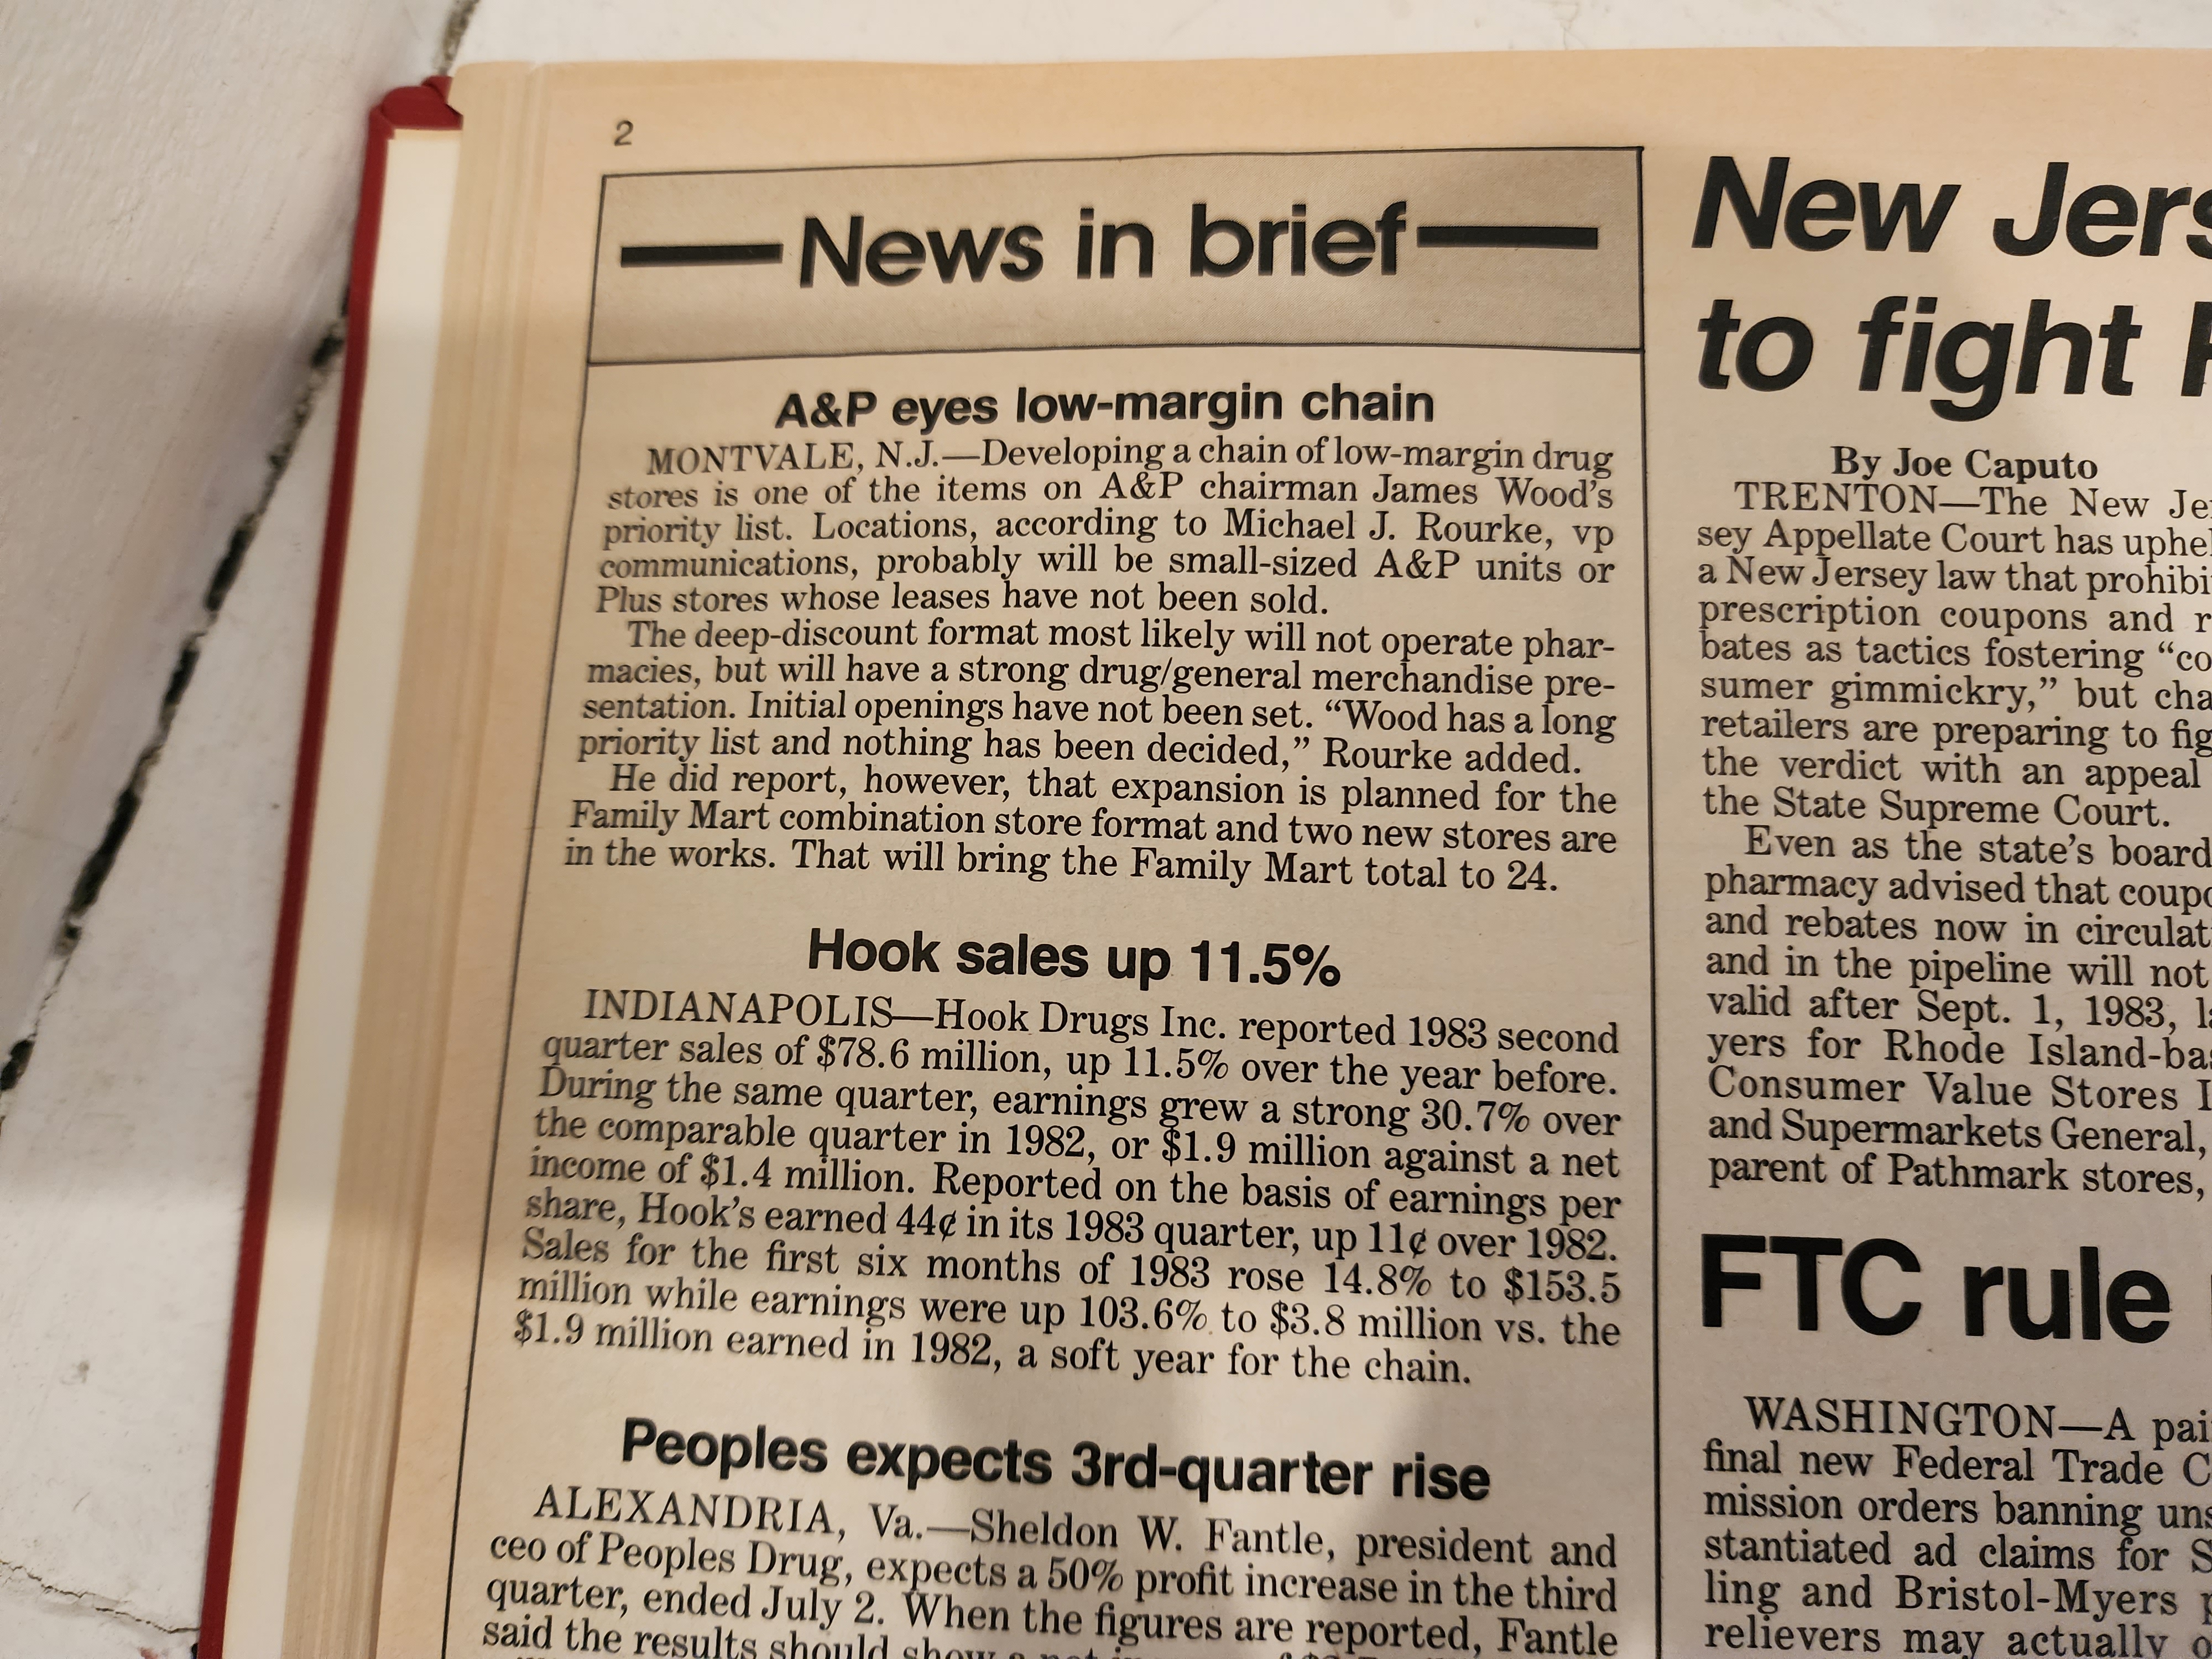 2
News in brief
A&P eyes low-margin chain
MONTVALE, N.J.—Developing a chain of low-margin drug
stores is one of the items on A&P chairman James Wood's
priority list. Locations, according to Michael J. Rourke, vp
communications, probably will be small-sized A&P units or
Plus stores whose leases have not been sold.
The deep-discount format most likely will not operate phar-
macies, but will have a strong drug/general merchandise pre-
sentation. Initial openings have not been set. “Wood has a long
priority list and nothing has been decided,” Rourke added.
He did report, however, that expansion is planned for the
Family Mart combination store format and two new stores are
in the works. That will bring the Family Mart total to 24.
Hook sales up 11.5%
INDIANAPOLIS—Hook Drugs Inc. reported 1983 second
quarter sales of $78.6 million, up 11.5% over the year before.
During the same quarter, earnings grew a strong 30.7% over
the comparable quarter in 1982, or $1.9 million against a net
income of $1.4 million. Reported on the basis of earnings per
share, Hook's earned 44¢ in its 1983 quarter, up 11¢ over 1982.
Sales for the first six months of 1983 rose 14.8% to $153.5
million while earnings were up 103.6% to $3.8 million vs. the
$1.9 million earned in 1982, a soft year for the chain.
Peoples expects 3rd-quarter rise
ALEXANDRIA, Va.—Sheldon W. Fantle, president and
ceo of Peoples Drug, expects a 50% profit increase in the third
quarter, ended July 2. When the figures are reported, Fantle
said the results should show a net
New Jers
to fight
By Joe Caputo
TRENTON—The New Jer
sey Appellate Court has uphel
a New Jersey law that prohibi
prescription coupons and r
bates as tactics fostering “co
sumer gimmickry,” but cha
retailers are preparing to fig
the verdict with an appeal
the State Supreme Court.
Even as the state's board
pharmacy advised that coupo
and rebates now in circulat
and in the pipeline will not
valid after Sept. 1, 1983, la
yers for Rhode Island-bas
Consumer Value Stores I
and Supermarkets General,
parent of Pathmark stores,
FTC rule
WASHINGTON—A pai
final new Federal Trade C
mission orders banning uns
stantiated ad claims for S
ling and Bristol-Myers p
relievers may actually o